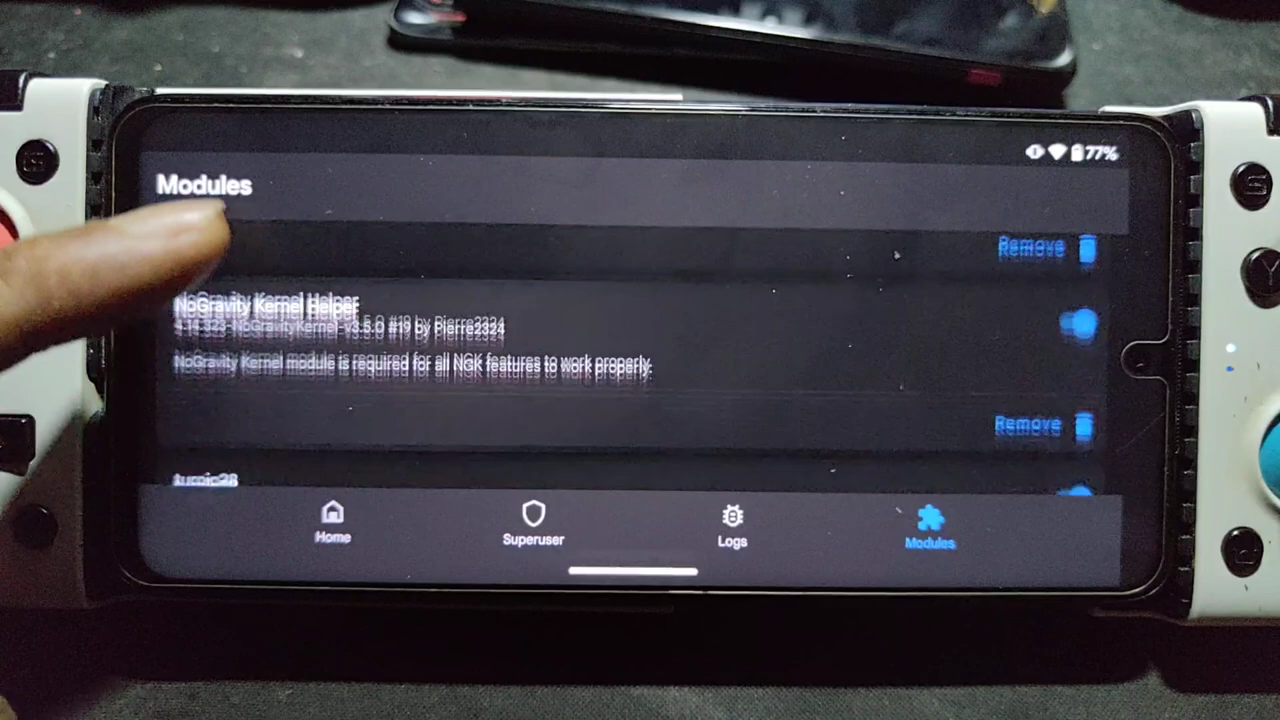 77%
Modules
Remove
NoGravity Kernel Helper
4.14.323-NoGravityKernel-v3.5.0 #19 by Pierre2324
NoGravity Kernel module is required for all NGK features to work properly.
Remove
Home
Superuser
Logs
Modules